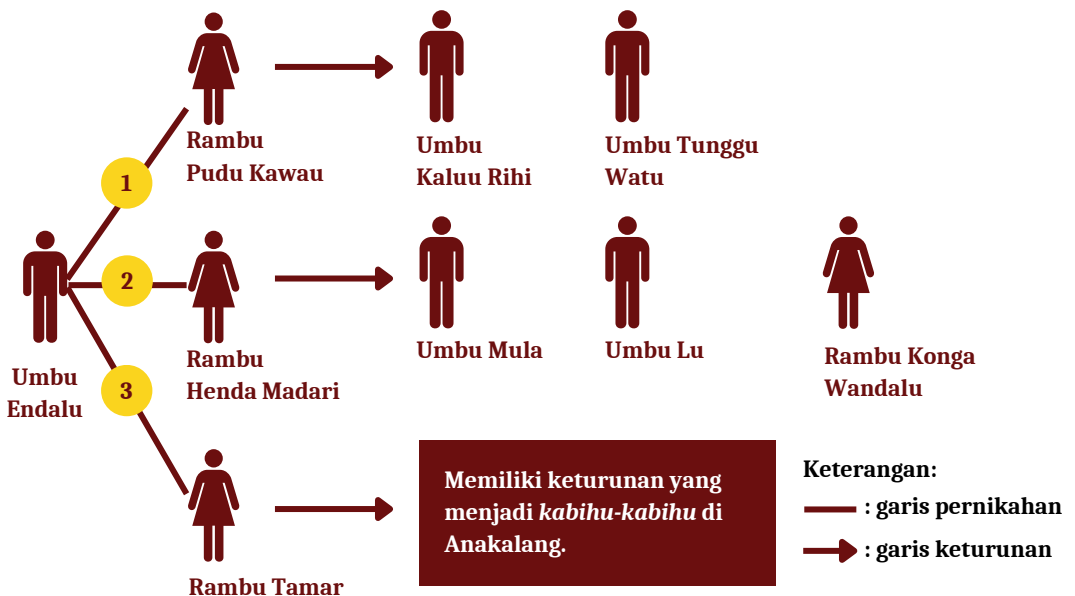 Umbu
Endalu
1
Rambu
Pudu Kawau
Umbu
Kaluu Rihi
Umbu Tunggu
Watu
2
Rambu
Henda Madari
Umbu Mula
Umbu Lu
Rambu Konga
Wandalu
3
Rambu Tamar
Memiliki keturunan yang
menjadi kabihu-kabihu di
Anakalang.
Keterangan:
: garis pernikahan
: garis keturunan